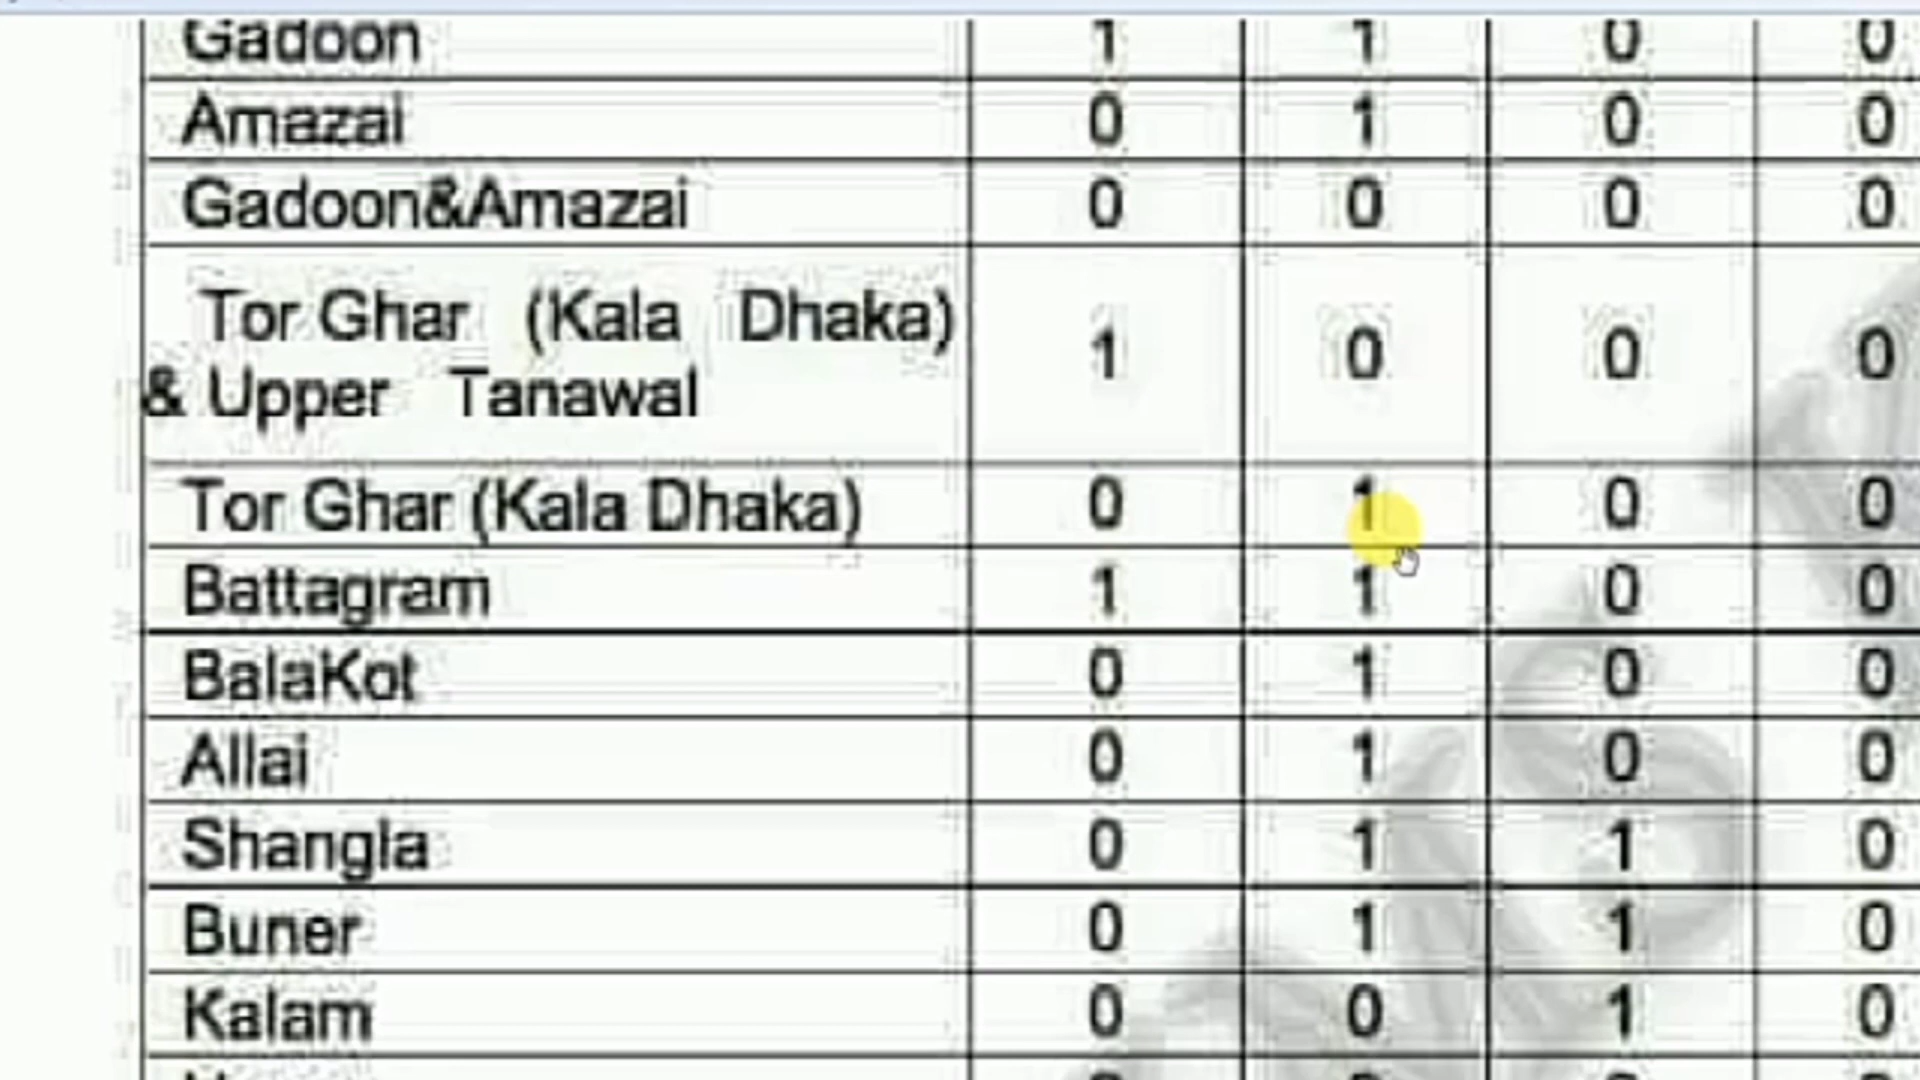 Gadoon 1 1 0 0
Amazai 0 1 0 0
Gadoon&Amazai 0 0 0 0
Tor Ghar (Kala Dhaka)
& Upper Tanawal 1 0 0 0
Tor Ghar (Kala Dhaka) 0 1 0 0
Battagram 1 1 0 0
BalaKot 0 1 0 0
Allai 0 1 0 0
Shangla 0 1 1 0
Buner 0 1 1 0
Kalam 0 0 1 0